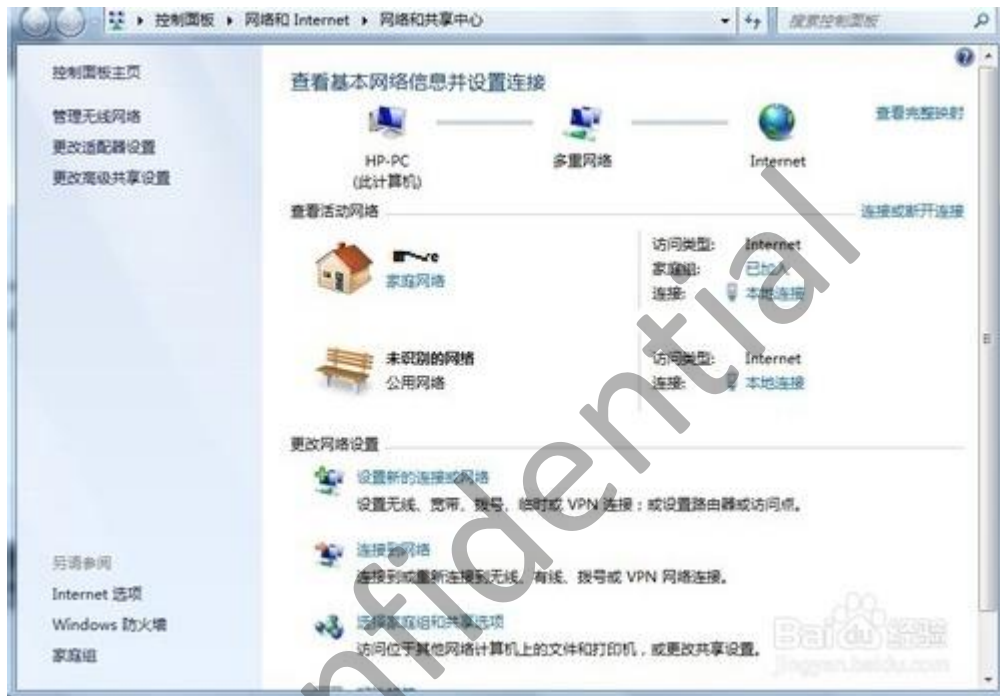 控制面板 ▸ 网络和 Internet ▸ 网络和共享中心
搜索控制面板
控制面板主页
管理无线网络
更改适配器设置
更改高级共享设置
查看基本网络信息并设置连接
查看完整映射
HP-PC
(此计算机)
多重网络
Internet
查看活动网络
连接或断开连接
家庭网络
访问类型: Internet
家庭组: 已加入
连接: 本地连接
未识别的网络
公用网络
访问类型: Internet
连接: 本地连接
更改网络设置
设置新的连接或网络
设置无线、宽带、拨号、临时或 VPN 连接；或设置路由器或访问点。
连接到网络
连接到或重新连接到无线、有线、拨号或 VPN 网络连接。
选择家庭组和共享选项
访问位于其他网络计算机上的文件和打印机，或更改共享设置。
另请参阅
Internet 选项
Windows 防火墙
家庭组
Baidu 经验
jingyan.baidu.com
onfidential